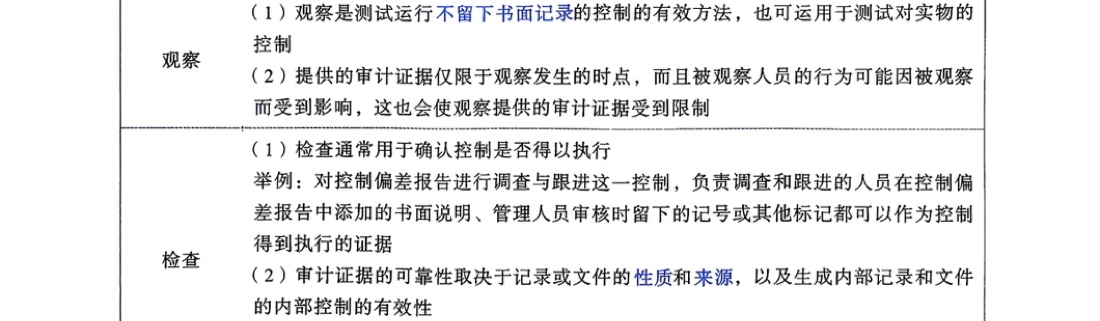 （1）观察是测试运行不留下书面记录的控制的有效方法，也可运用于测试对实物的
控制
观察
（2）提供的审计证据仅限于观察发生的时点，而且被观察人员的行为可能因被观察
而受到影响，这也会使观察提供的审计证据受到限制
（1）检查通常用于确认控制是否得以执行
举例：对控制偏差报告进行调查与跟进这一控制，负责调查和跟进的人员在控制偏
差报告中添加的书面说明、管理人员审核时留下的记号或其他标记都可以作为控制
得到执行的证据
检查
（2）审计证据的可靠性取决于记录或文件的性质和来源，以及生成内部记录和文件
的内部控制的有效性